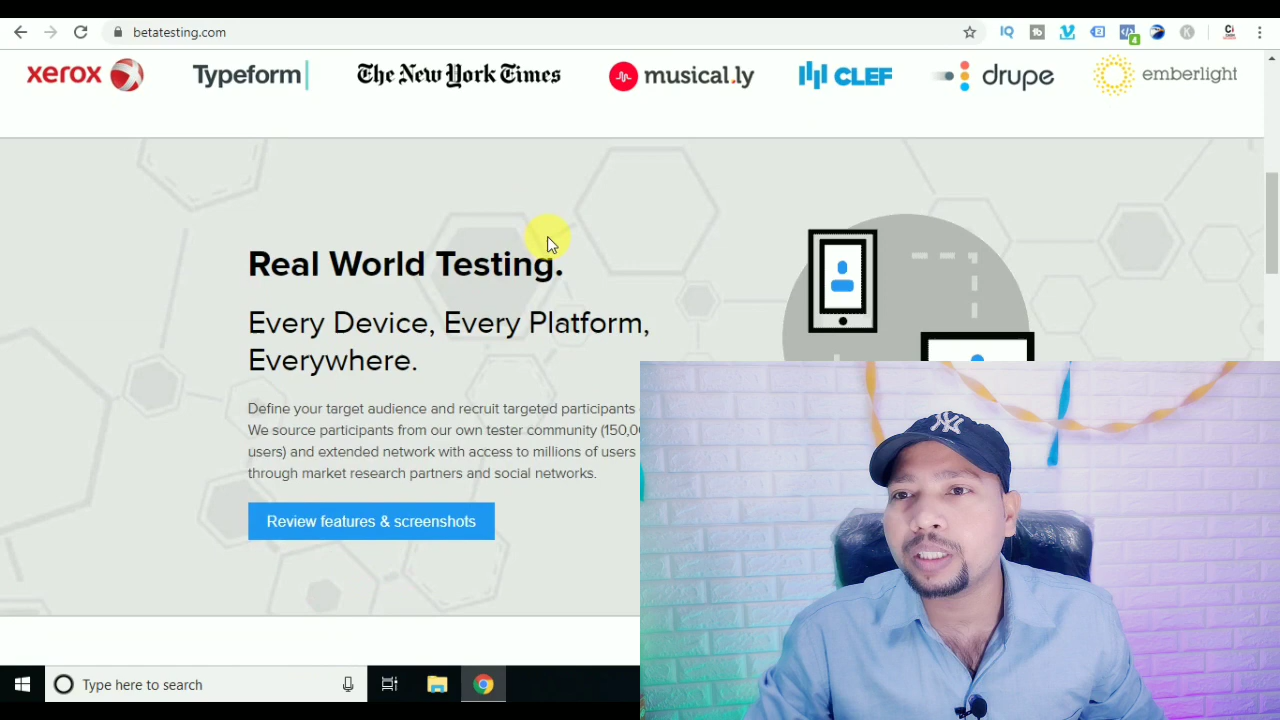 betatesting.com
xerox
Typeform
The New York Times
musical.ly
CLEF
drupe
emberlight
Real World Testing.
Every Device, Every Platform,
Everywhere.
Define your target audience and recruit targeted participants
We source participants from our own tester community (150,0
users) and extended network with access to millions of users
through market research partners and social networks.
Review features & screenshots
Type here to search